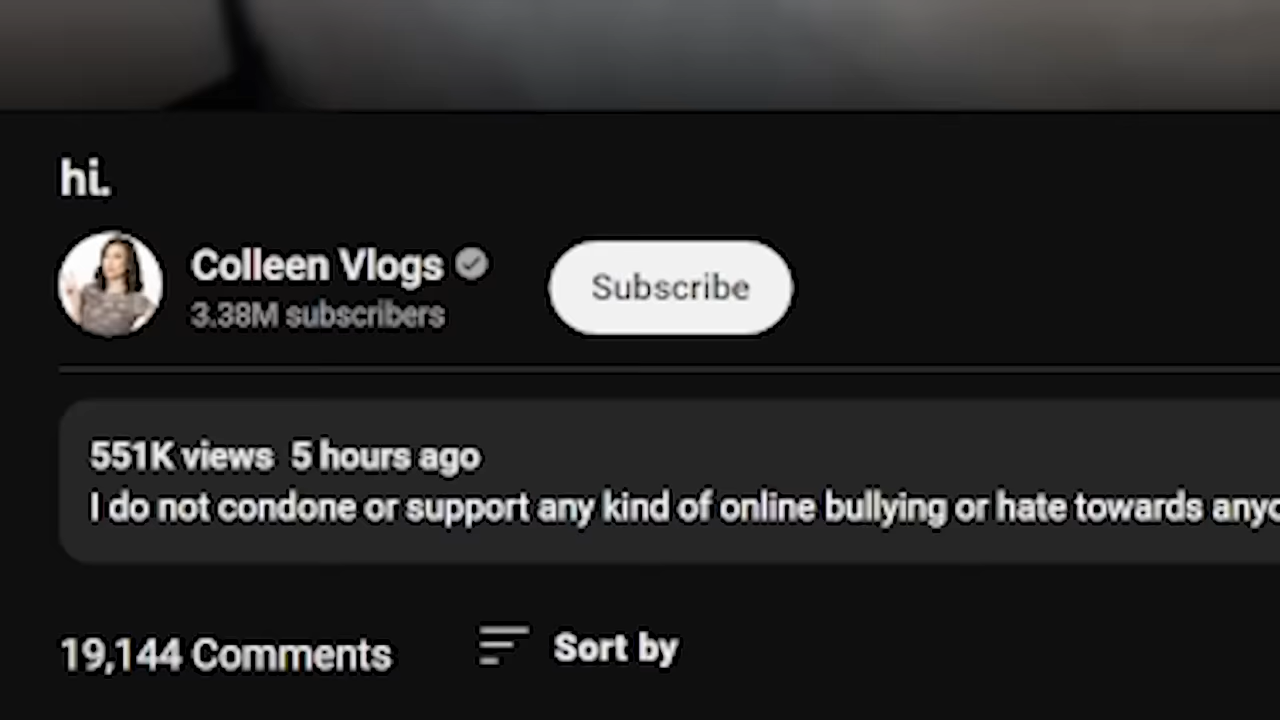 hi.
Colleen Vlogs
3.38M subscribers
Subscribe
551K views 5 hours ago
I do not condone or support any kind of online bullying or hate towards
19,144 Comments
Sort by